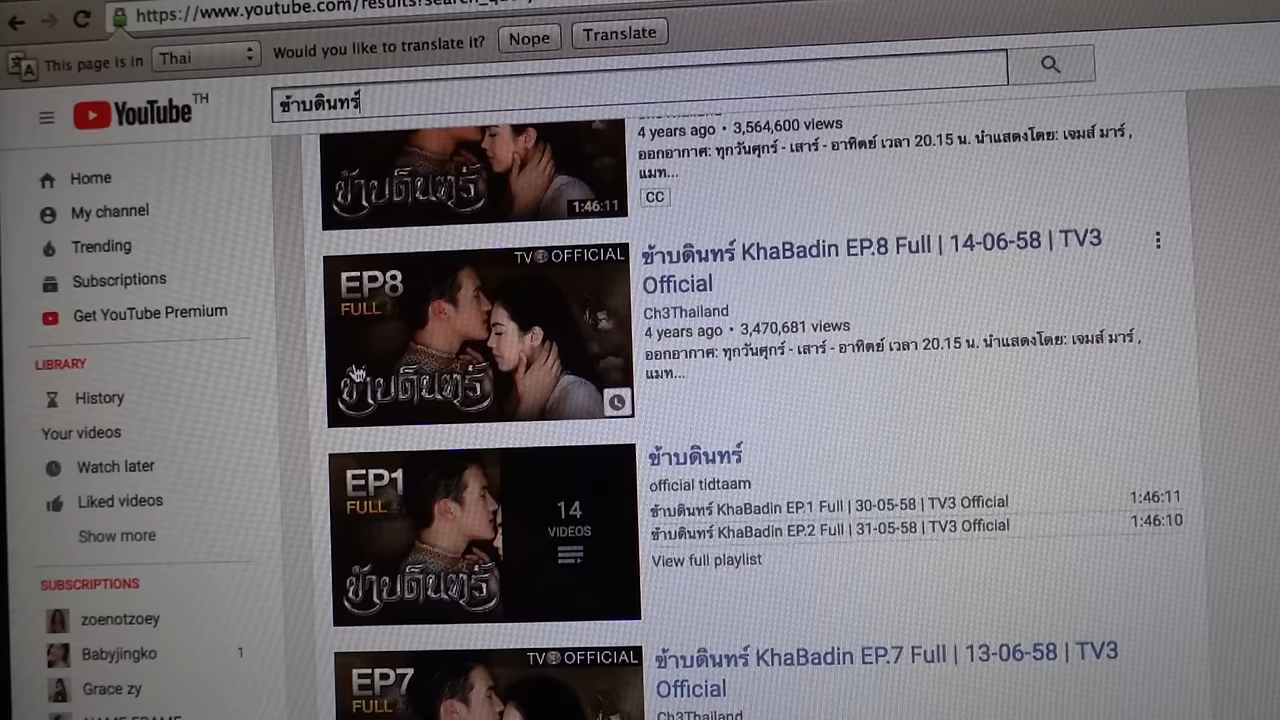 https://www.youtube.com/results?search_qu
This page is in Thai Would you like to translate it? Nope Translate
YouTube TH
ข้าบดินทร์
Home
My channel
Trending
Subscriptions
Get YouTube Premium
LIBRARY
History
Your videos
Watch later
Liked videos
Show more
SUBSCRIPTIONS
zoenotzoey
Babyjingko 1
Grace zy
ข้าบดินทร์
1:46:11
4 years ago • 3,564,600 views
ออกอากาศ: ทุกวันศุกร์ - เสาร์ - อาทิตย์ เวลา 20.15 น. นำแสดงโดย: เจมส์ มาร์ ,
แมท...
CC
TV3 OFFICIAL
EP8
FULL
ข้าบดินทร์
ข้าบดินทร์ KhaBadin EP.8 Full | 14-06-58 | TV3
Official
Ch3Thailand
4 years ago • 3,470,681 views
ออกอากาศ: ทุกวันศุกร์ - เสาร์ - อาทิตย์ เวลา 20.15 น. นำแสดงโดย: เจมส์ มาร์ ,
แมท...
EP1
FULL
ข้าบดินทร์
14
VIDEOS
ข้าบดินทร์
official tidtaam
ข้าบดินทร์ KhaBadin EP.1 Full | 30-05-58 | TV3 Official 1:46:11
ข้าบดินทร์ KhaBadin EP.2 Full | 31-05-58 | TV3 Official 1:46:10
View full playlist
TV3 OFFICIAL
EP7
FULL
ข้าบดินทร์ KhaBadin EP.7 Full | 13-06-58 | TV3
Official
Ch3Thailand